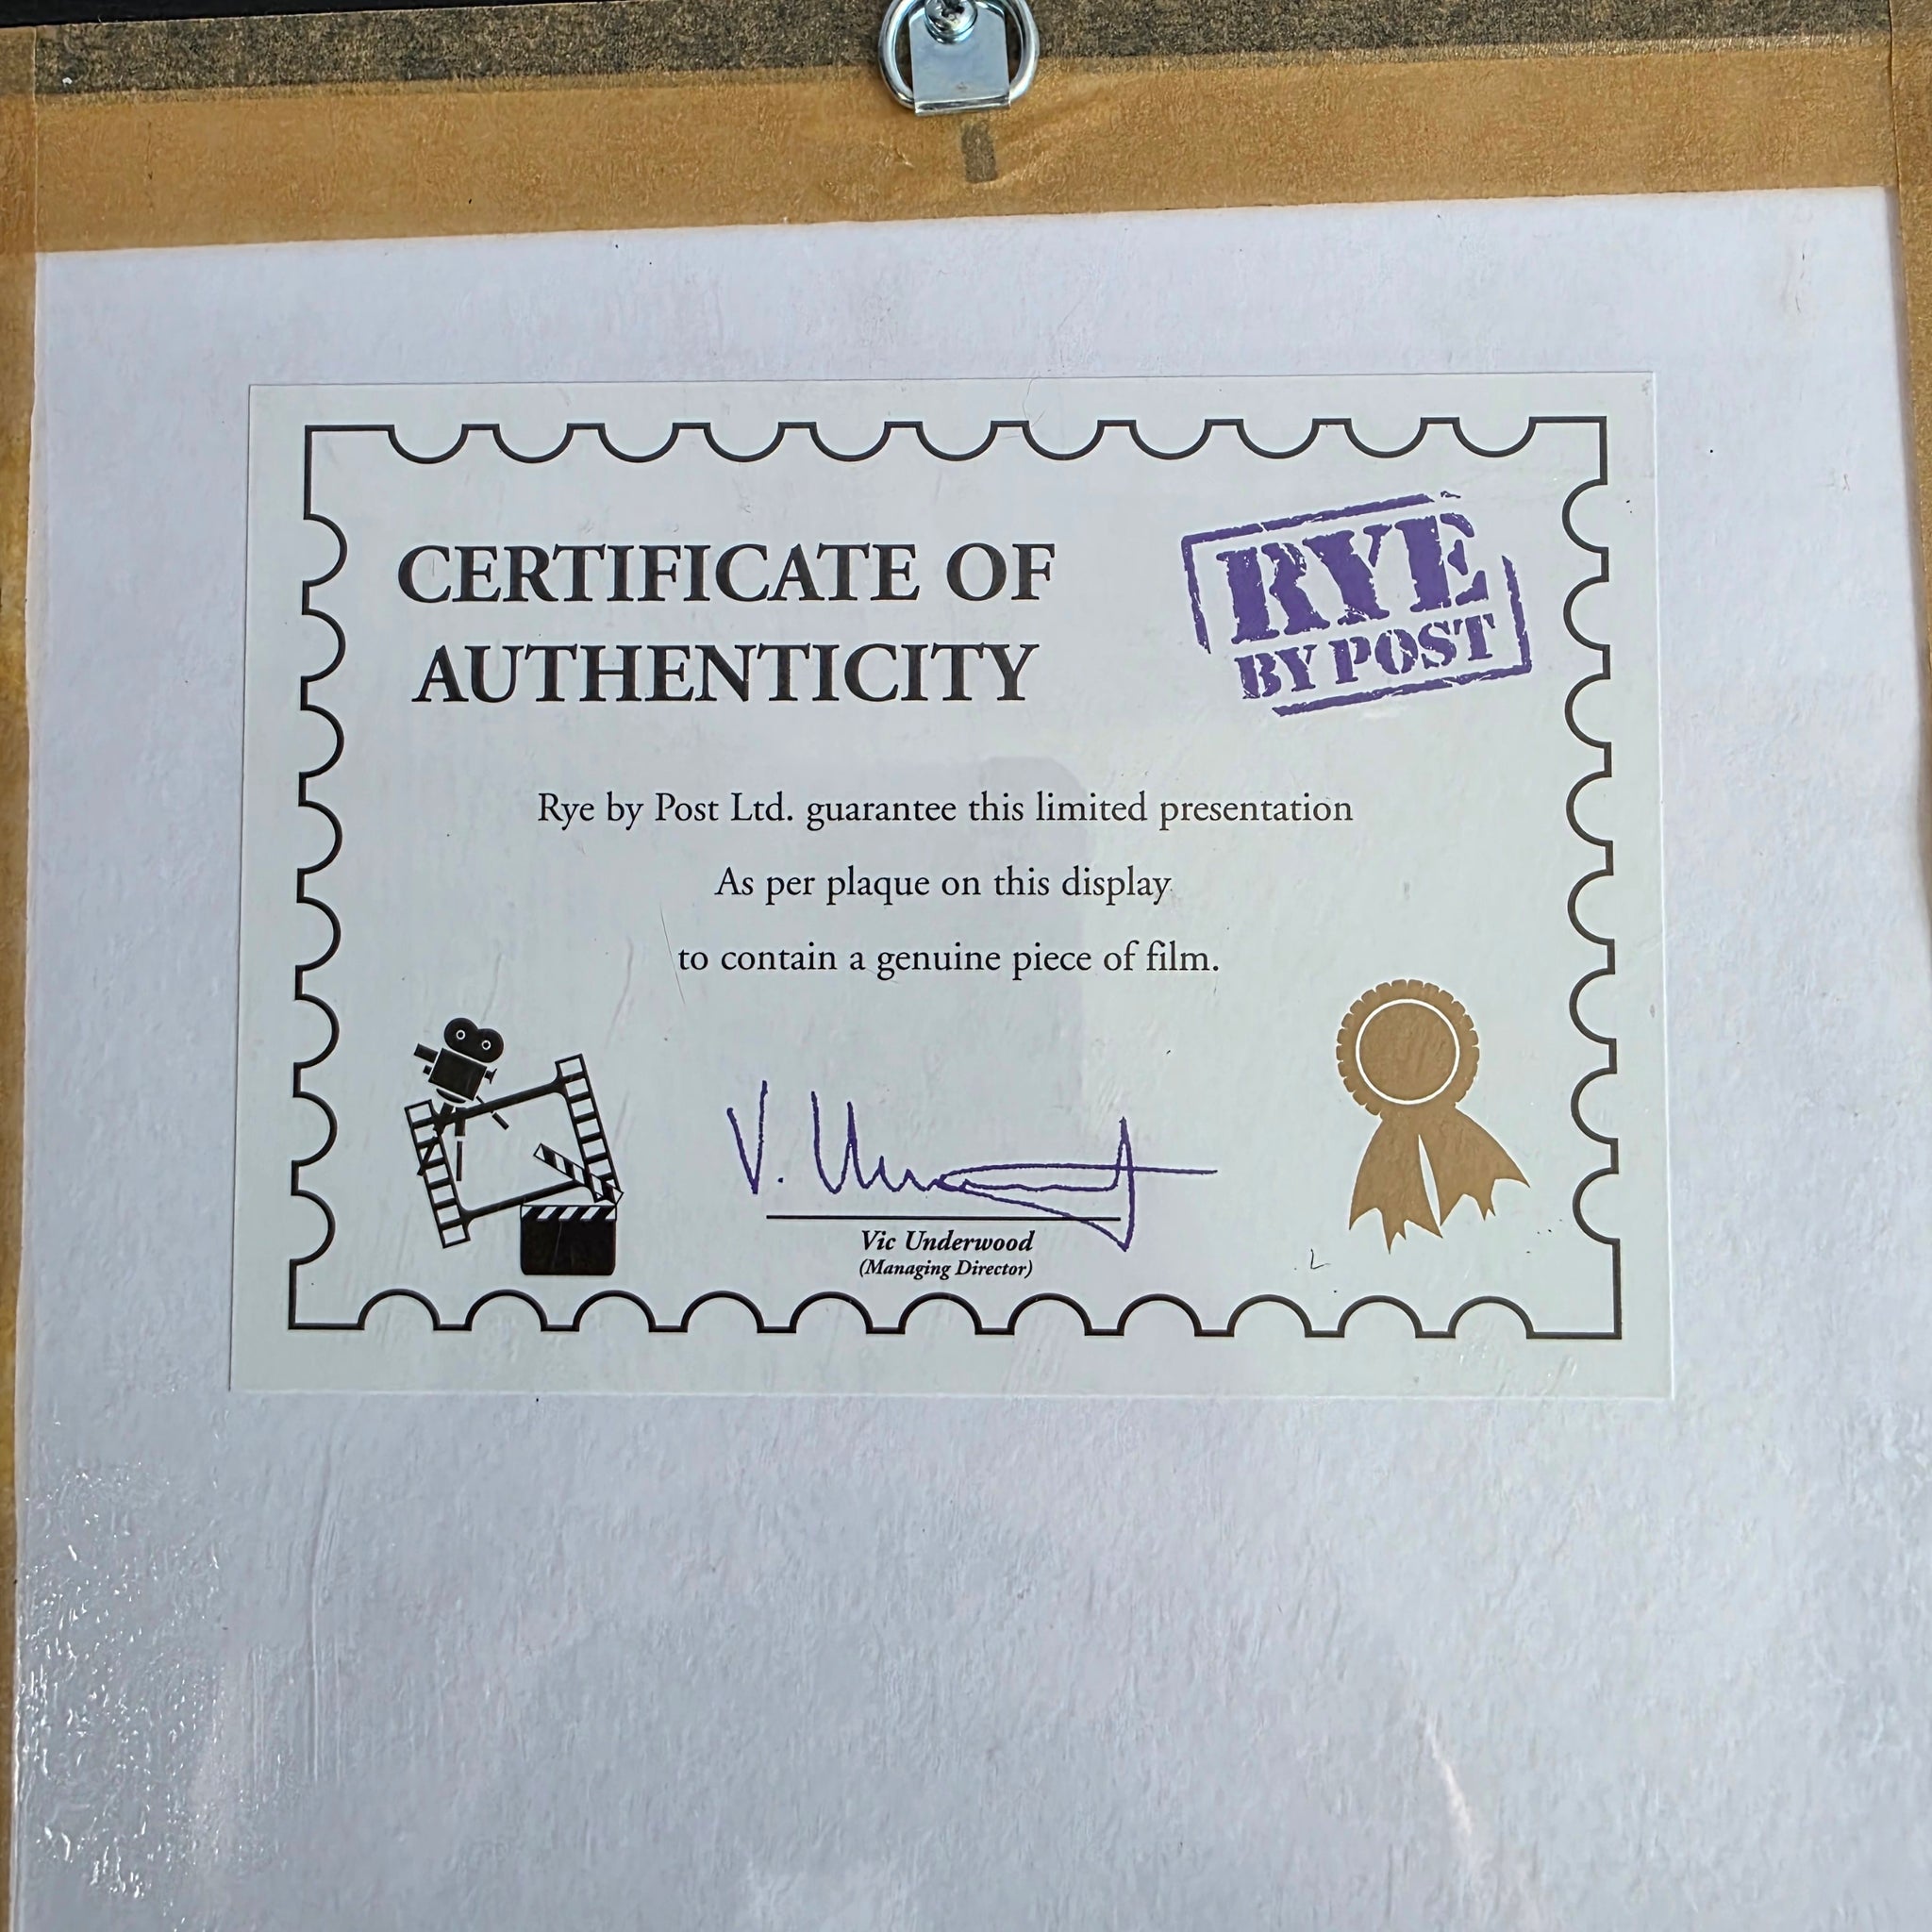 CERTIFICATE OF
AUTHENTICITY
RYE
BY POST
Rye by Post Ltd. guarantee this limited presentation
As per plaque on this display
to contain a genuine piece of film.
V. Underwood
Vic Underwood
(Managing Director)